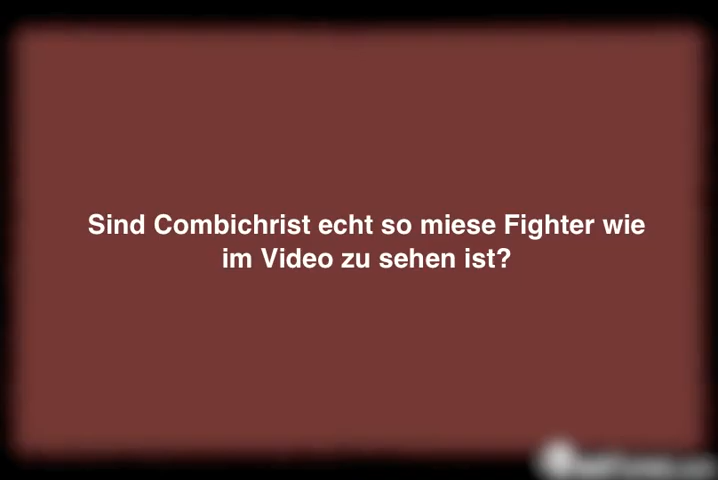 Sind Combichrist echt so miese Fighter wie
im Video zu sehen ist?